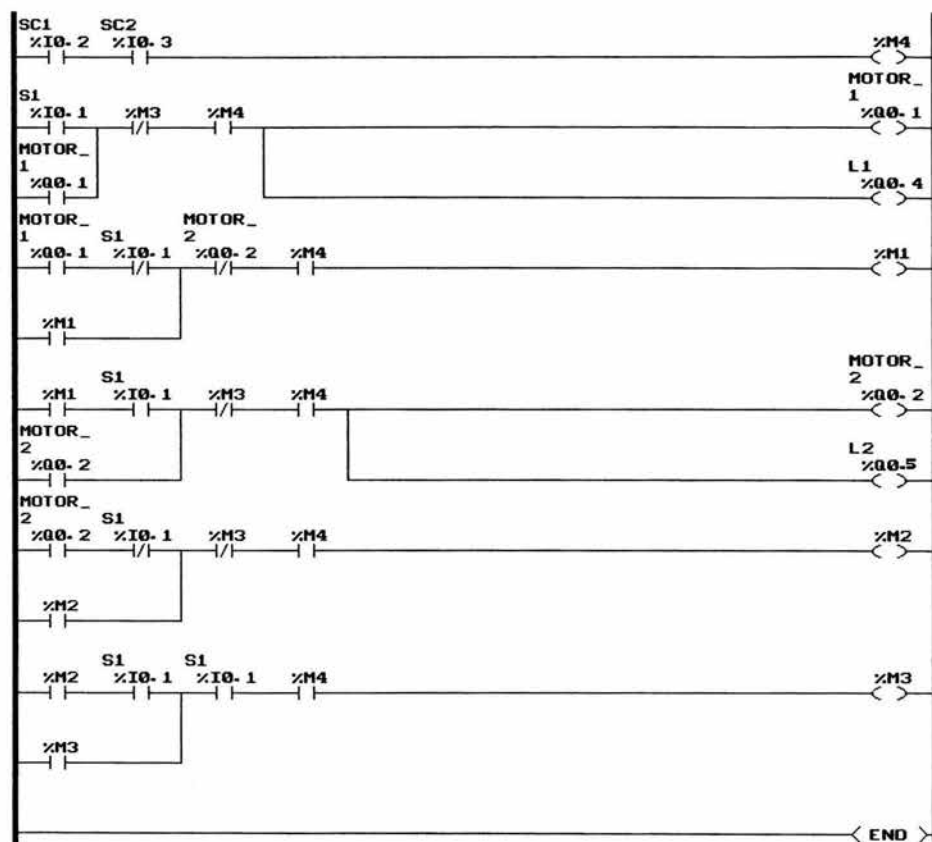 SC1 SC2
%I0.2 %I0.3 %M4
MOTOR_
S1 1
%I0.1 %M3 %M4 %Q0.1
MOTOR_
1 L1
%Q0.1 %Q0.4
MOTOR_ MOTOR_
1 S1 2
%Q0.1 %I0.1 %Q0.2 %M4 %M1
%M1
MOTOR_
S1 2
%M1 %I0.1 %M3 %M4 %Q0.2
MOTOR_
2 L2
%Q0.2 %Q0.5
MOTOR_
2 S1
%Q0.2 %I0.1 %M3 %M4 %M2
%M2
S1 S1
%M2 %I0.1 %I0.1 %M4 %M3
%M3
END